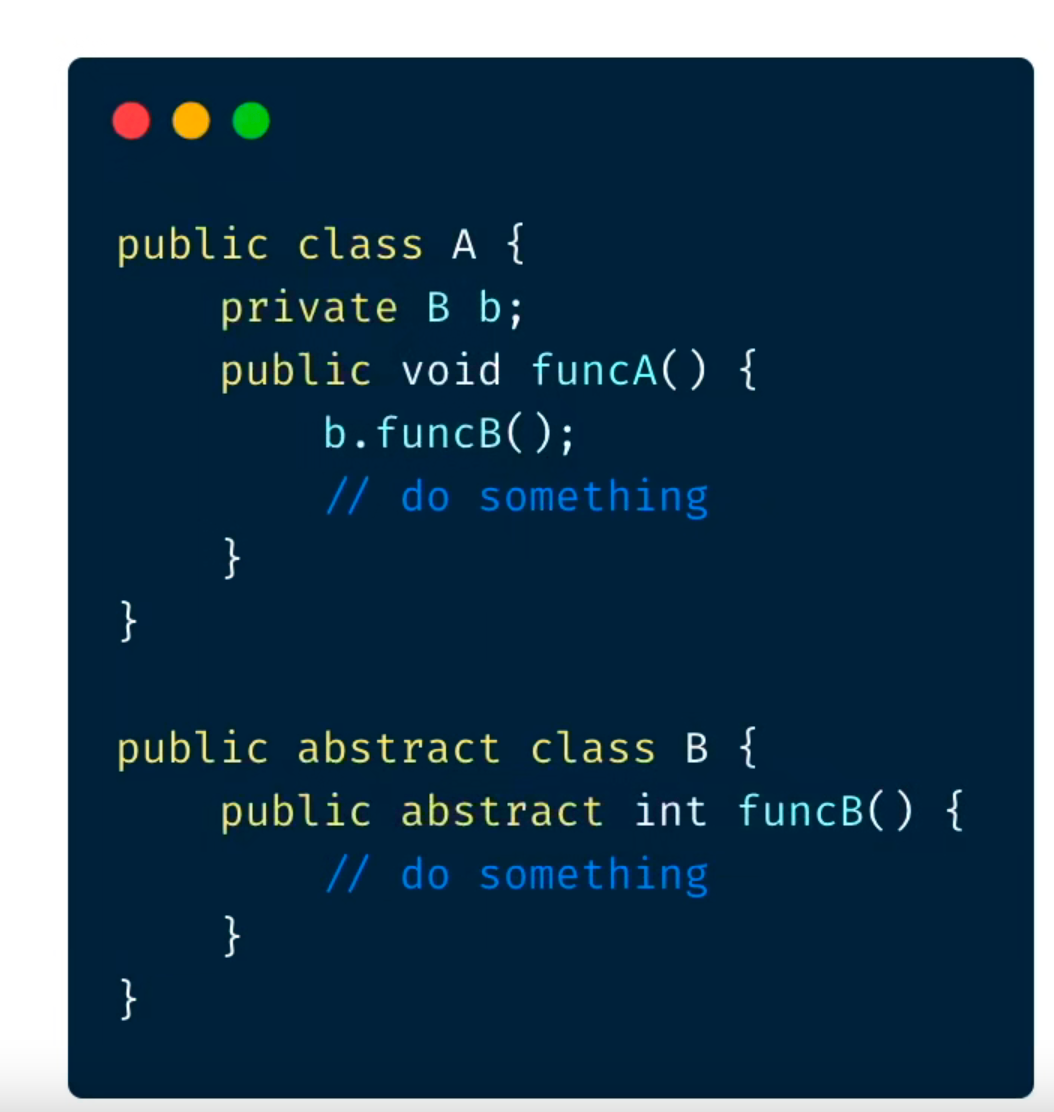 public class A {
    private B b;
    public void funcA() {
        b.funcB();
        // do something
    }
}

public abstract class B {
    public abstract int funcB() {
        // do something
    }
}